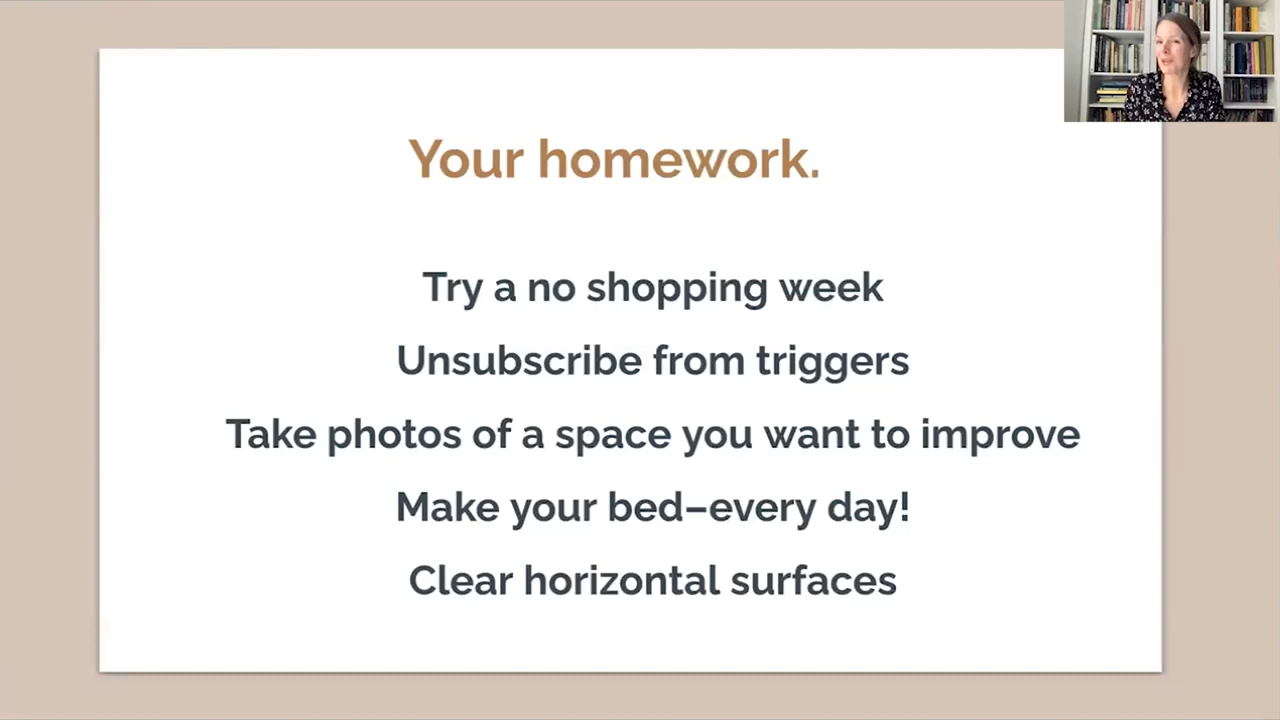 Your homework.
Try a no shopping week
Unsubscribe from triggers
Take photos of a space you want to improve
Make your bed–every day!
Clear horizontal surfaces